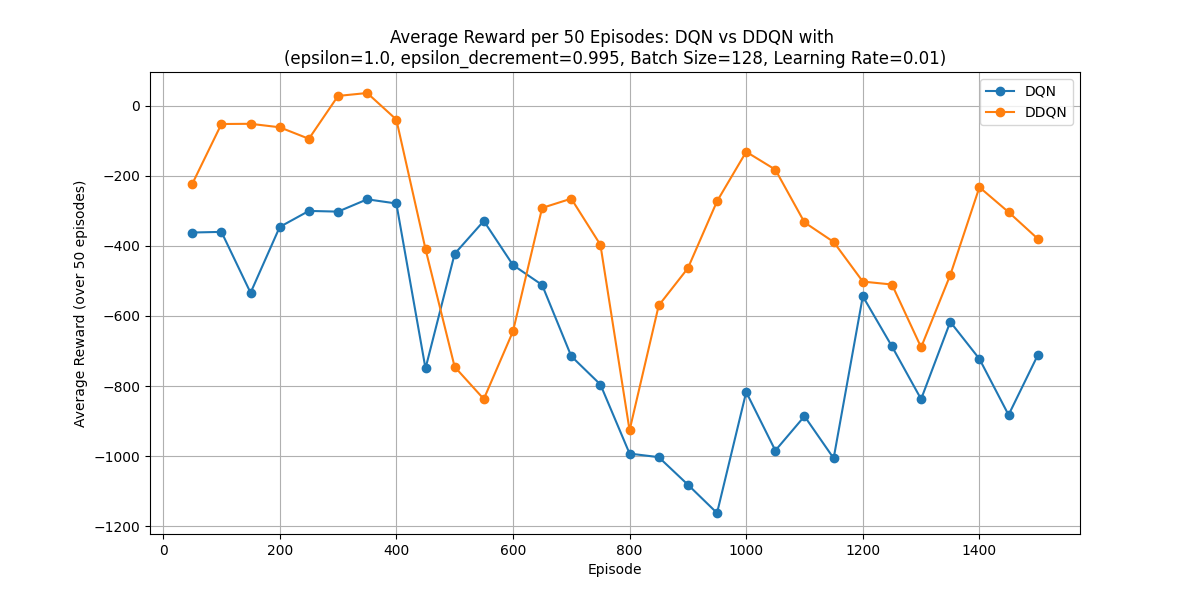 Average Reward per 50 Episodes: DQN vs DDQN with
(epsilon=1.0, epsilon_decrement=0.995, Batch Size=128, Learning Rate=0.01)
DQN
DDQN
Average Reward (over 50 episodes)
0
−200
−400
−600
−800
−1000
−1200
0 200 400 600 800 1000 1200 1400
Episode